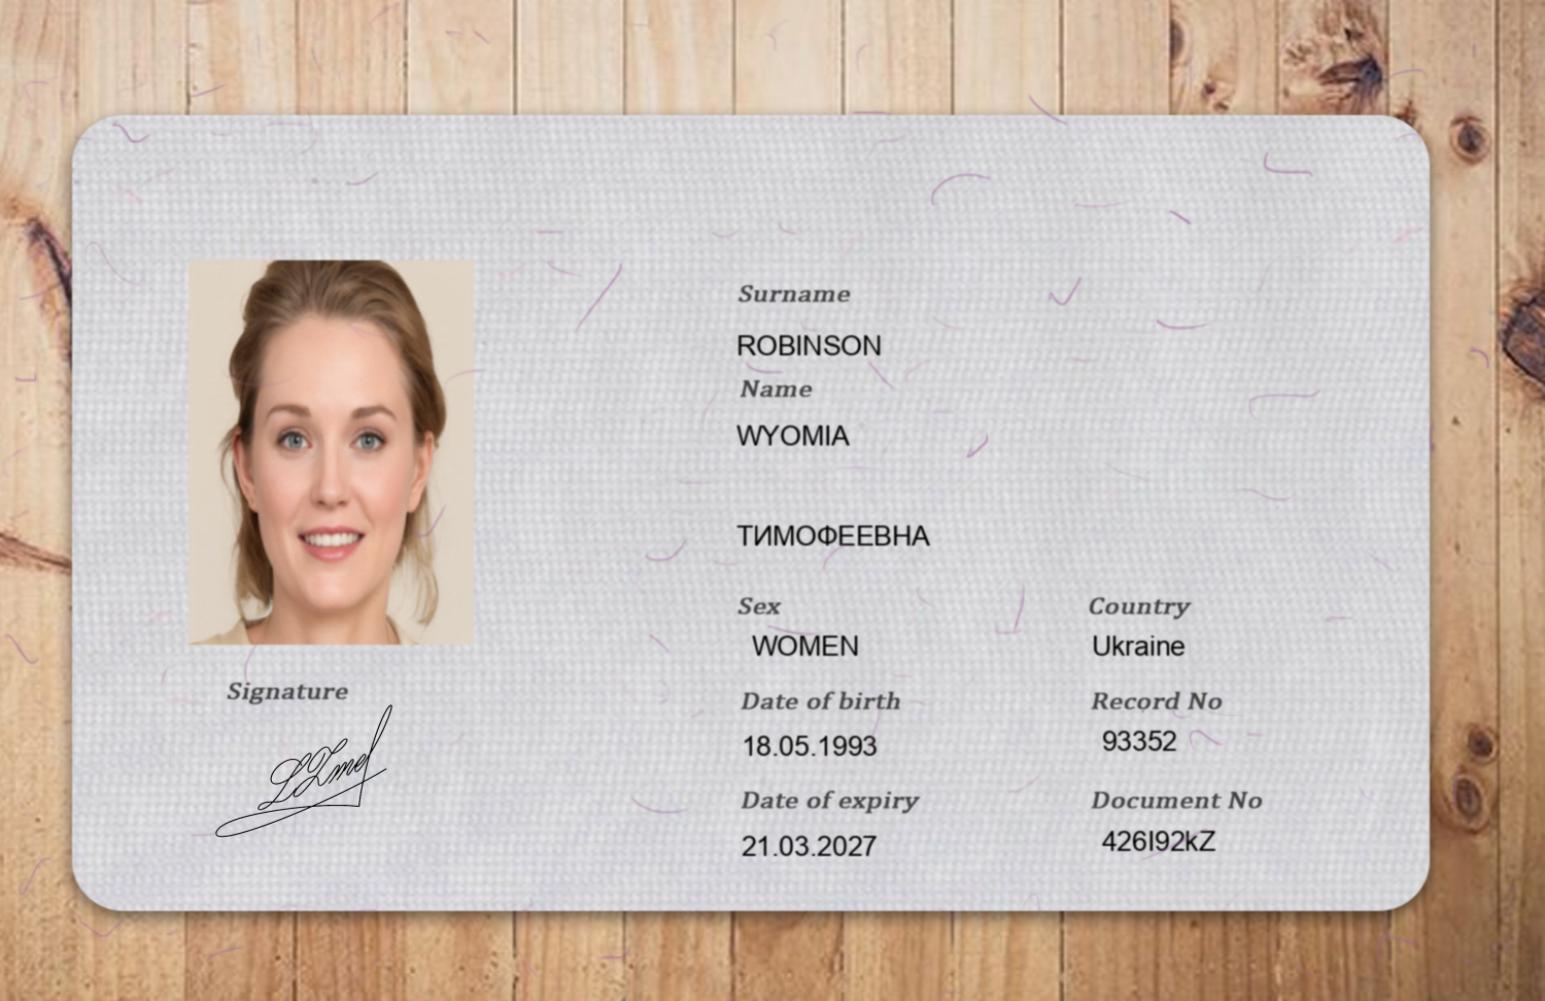 Surname
ROBINSON
Name
WYOMIA
ТИМОФЕЕВНА
Sex
Country
WOMEN
Ukraine
Date of birth
Record No
18.05.1993
93352
Date of expiry
Document No
21.03.2027
426I92kZ
Signature